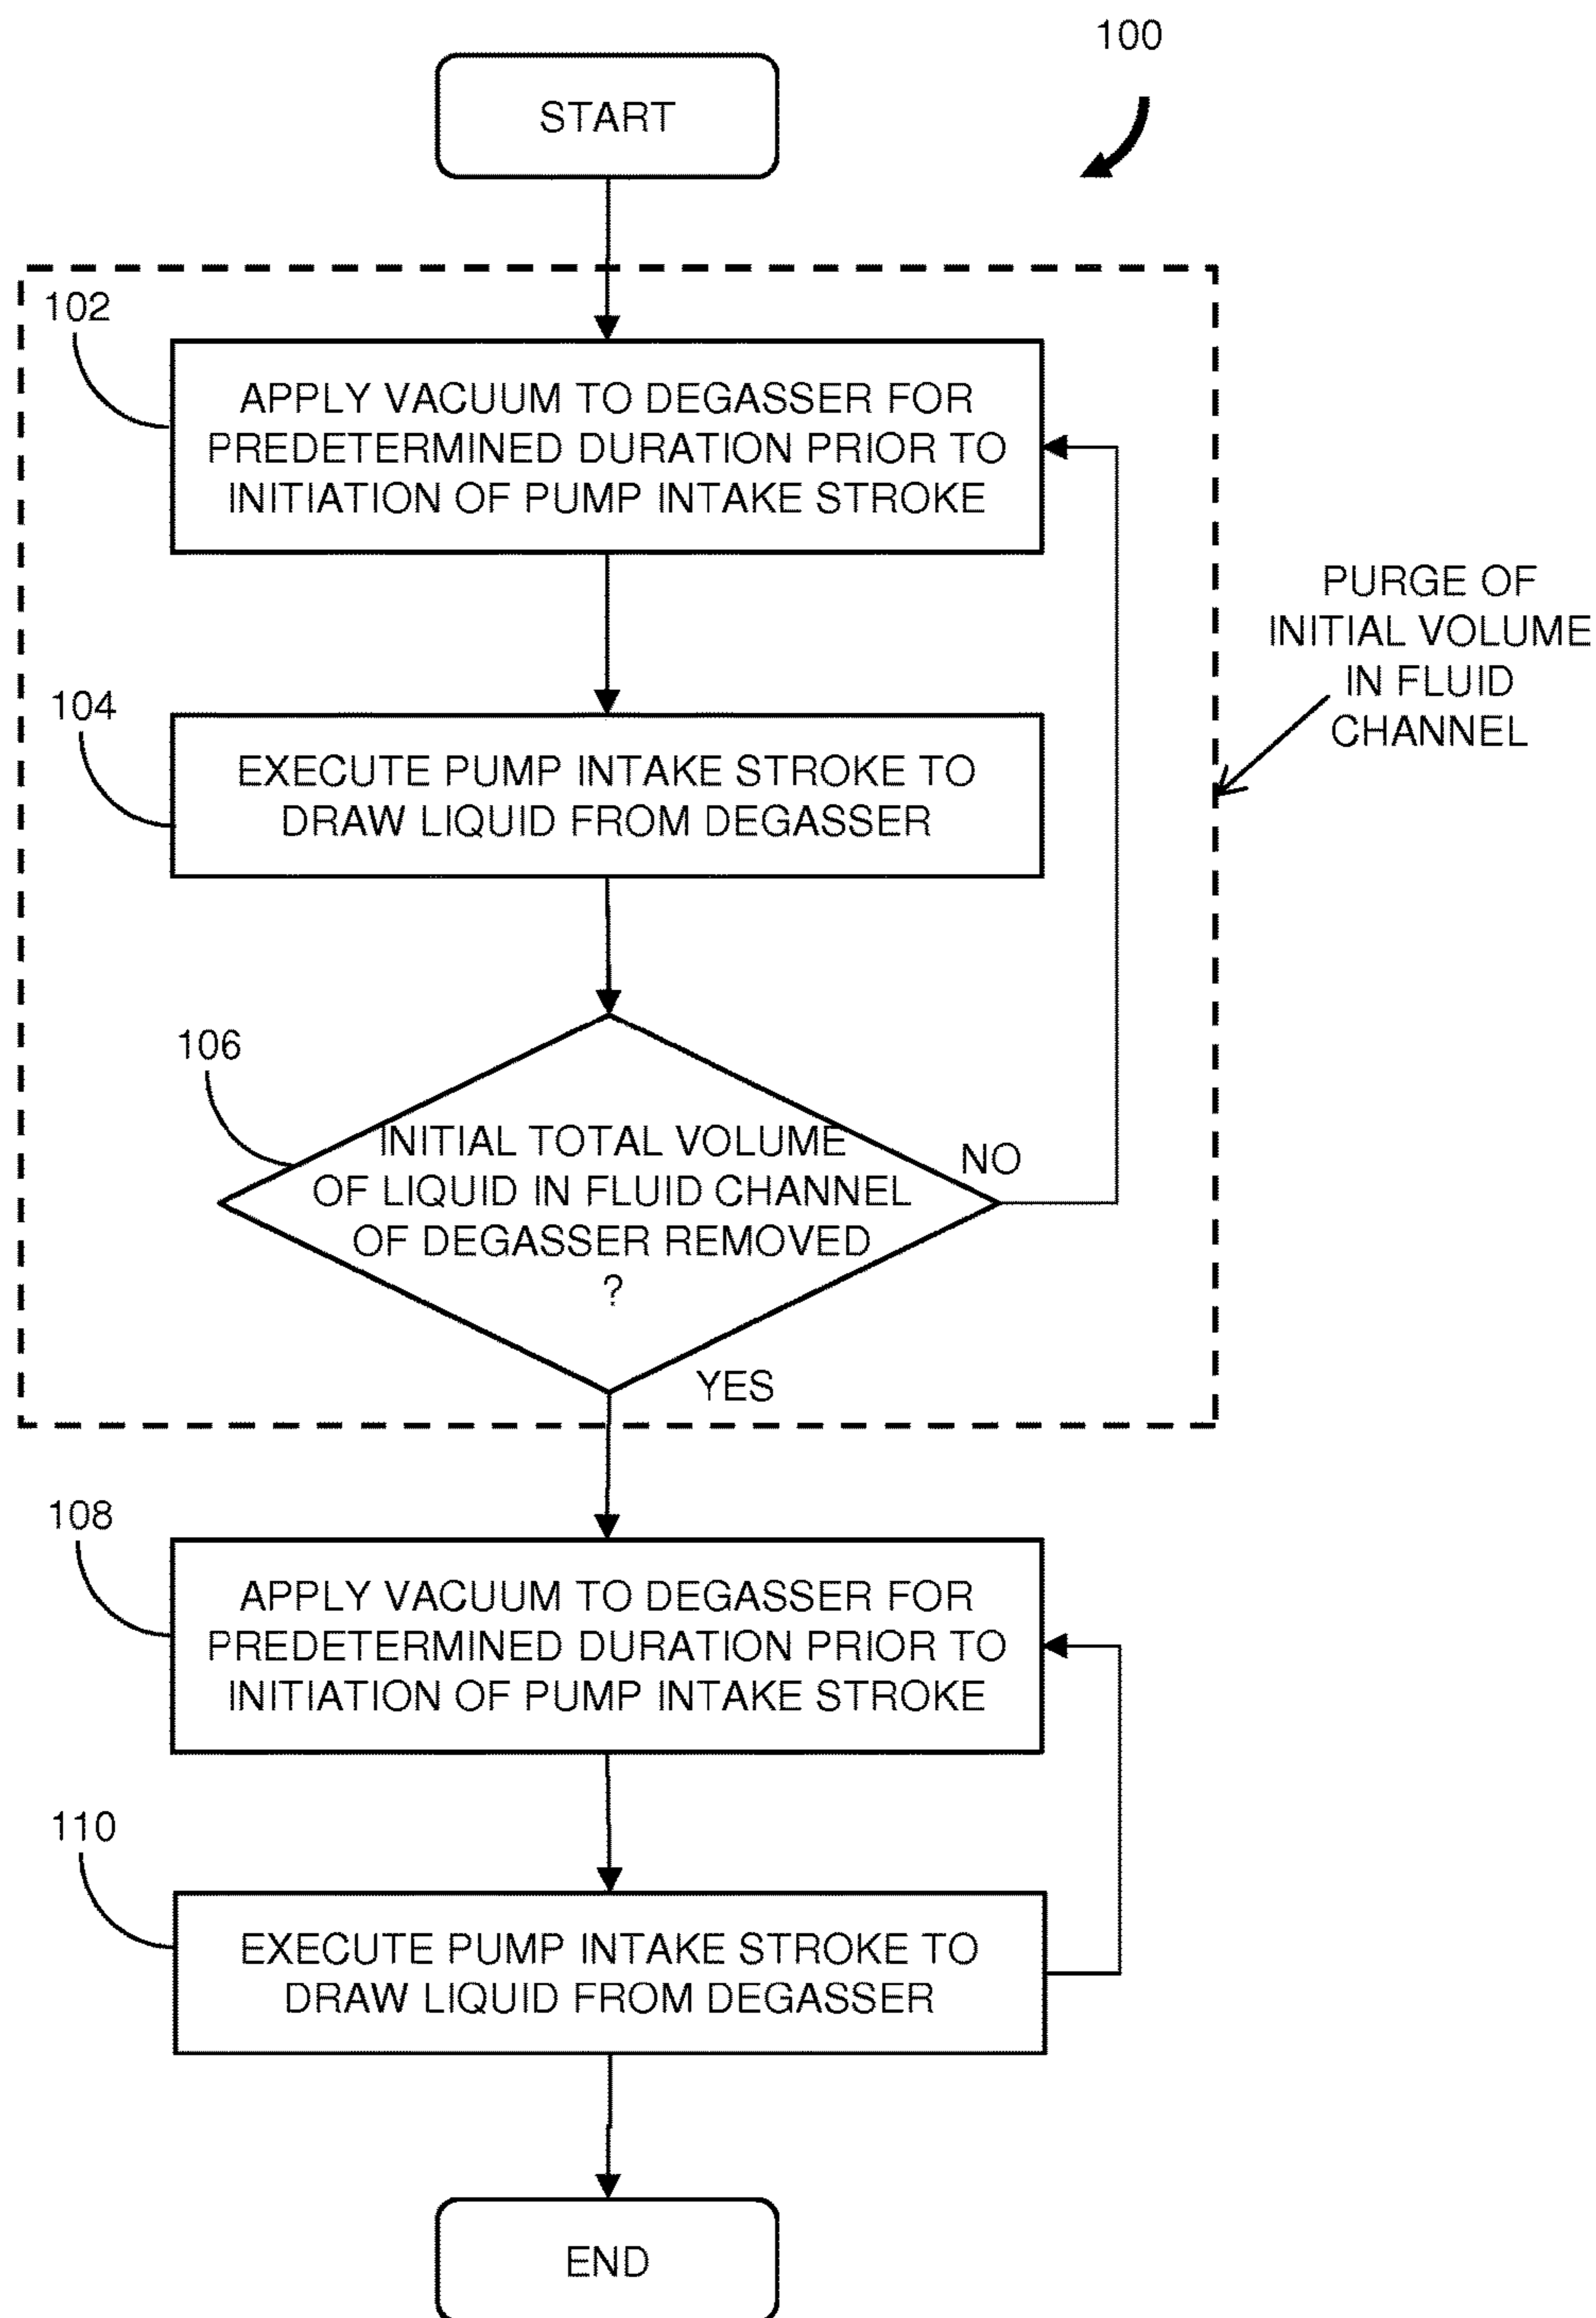 100
START
102
APPLY VACUUM TO DEGASSER FOR
PREDETERMINED DURATION PRIOR TO
INITIATION OF PUMP INTAKE STROKE
PURGE OF
INITIAL VOLUME
IN FLUID
CHANNEL
104
EXECUTE PUMP INTAKE STROKE TO
DRAW LIQUID FROM DEGASSER
106
INITIAL TOTAL VOLUME
OF LIQUID IN FLUID CHANNEL
OF DEGASSER REMOVED
?
NO
YES
108
APPLY VACUUM TO DEGASSER FOR
PREDETERMINED DURATION PRIOR TO
INITIATION OF PUMP INTAKE STROKE
110
EXECUTE PUMP INTAKE STROKE TO
DRAW LIQUID FROM DEGASSER
END